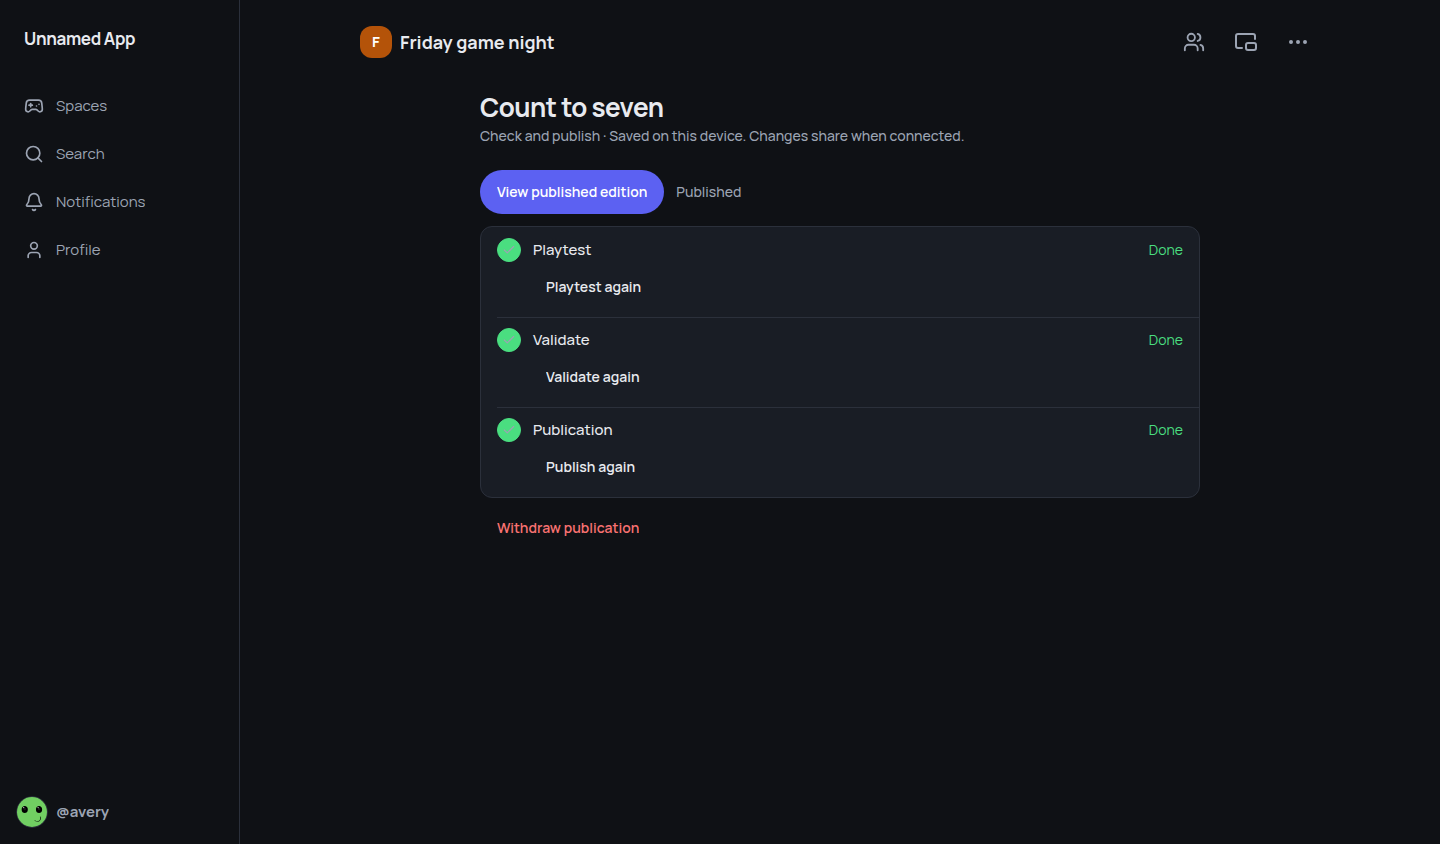 Unnamed App
Spaces
Search
Notifications
Profile
@avery
F Friday game night
Count to seven
Check and publish · Saved on this device. Changes share when connected.
View published edition Published
Playtest Done
Playtest again
Validate Done
Validate again
Publication Done
Publish again
Withdraw publication